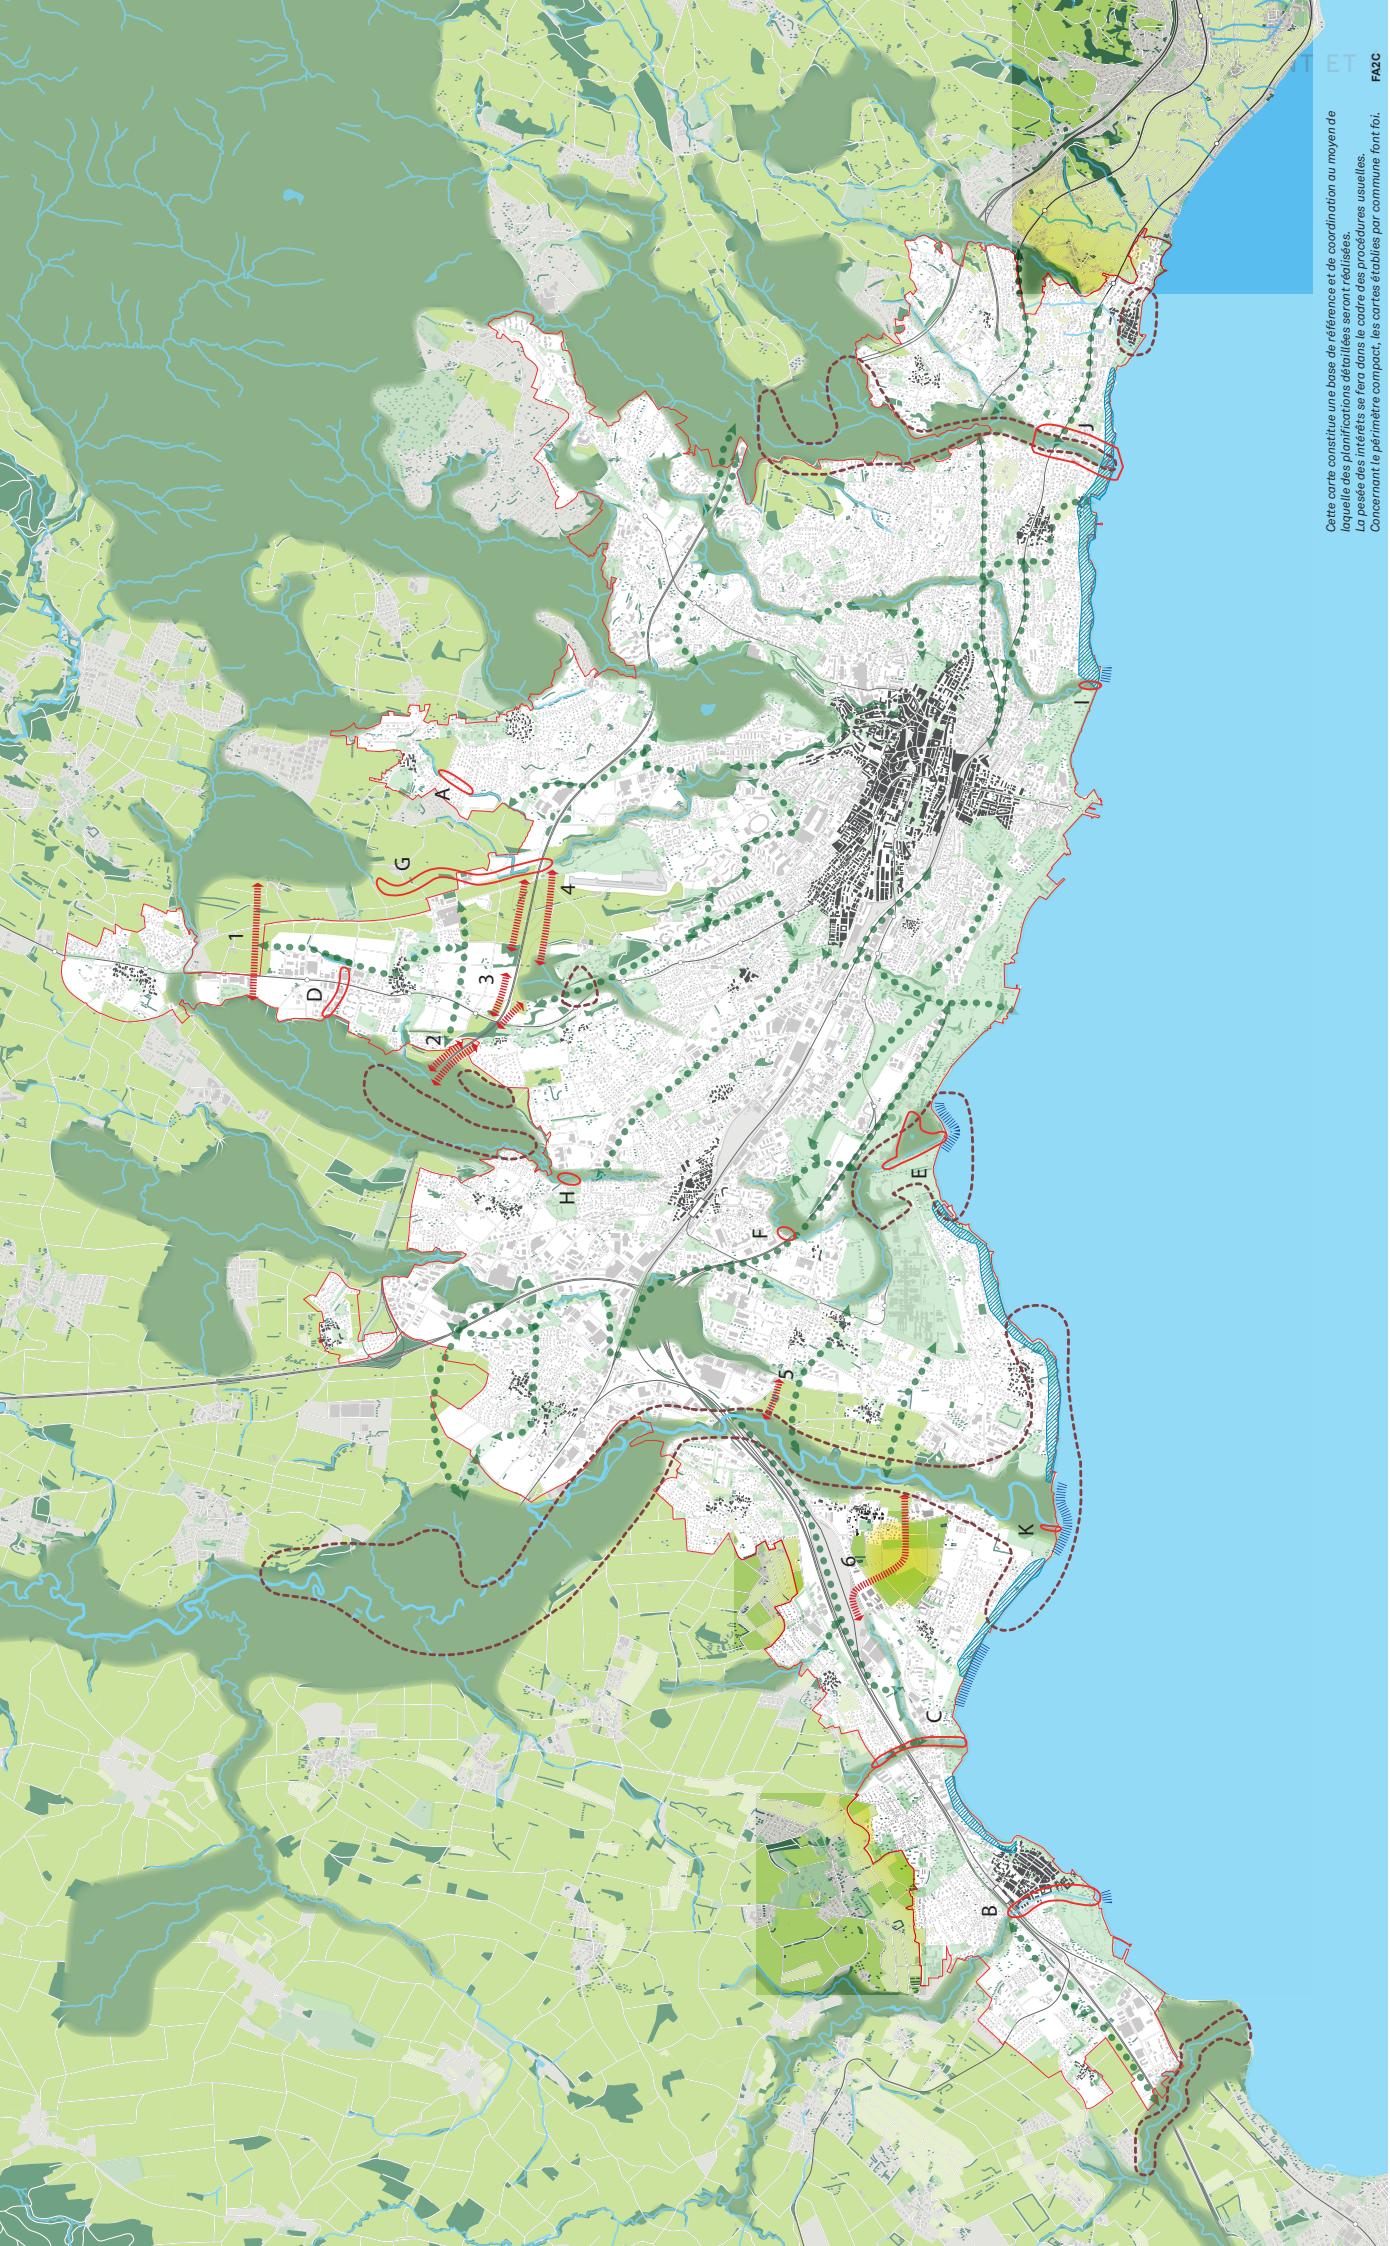 Cette carte constitue une base de référence et de coordination au moyen de
laquelle des planifications détaillées seront réalisées.
La pesée des intérêts se fera dans le cadre des procédures usuelles.
Concernant le périmètre compact, les cartes établies par commune font foi.
FA2C
T ET
1
D
2
3
4
G
A
H
F
E
5
6
K
C
B
I
J